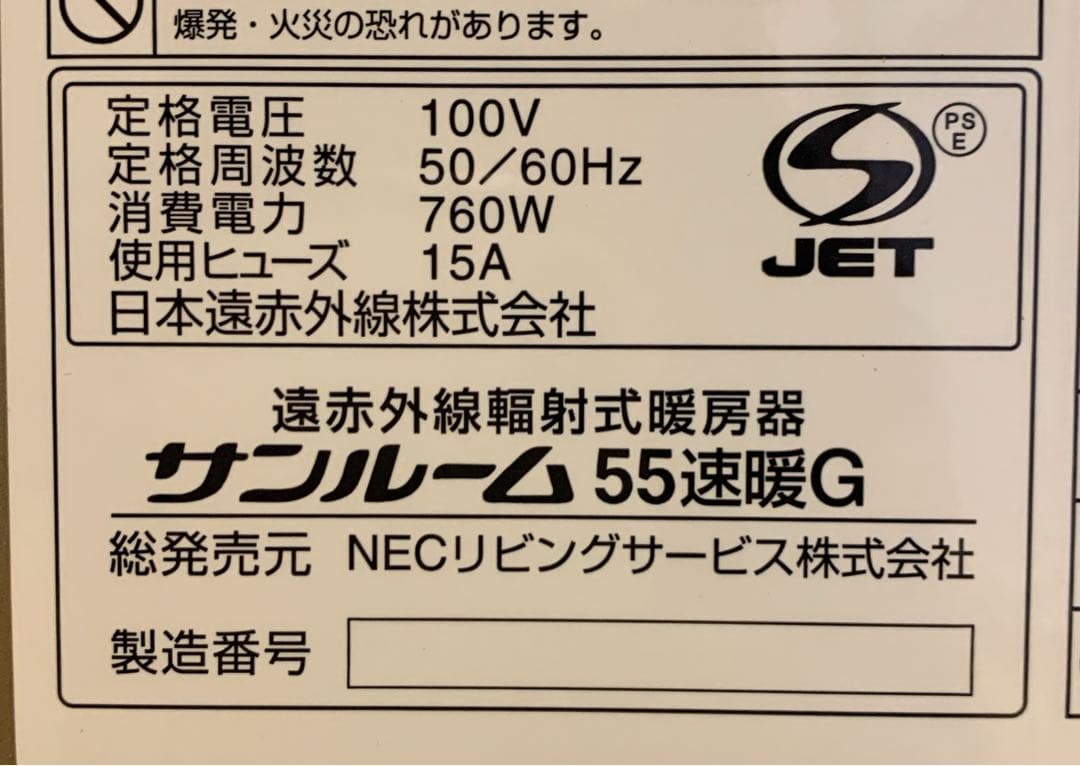 爆発・火災の恐れがあります。
定格電圧 100V
定格周波数 50／60Hz
消費電力 760W
使用ヒューズ 15A
日本遠赤外線株式会社
PS
E
JET
遠赤外線輻射式暖房器
サンルーム 55速暖G
総発売元 NECリビングサービス株式会社
製造番号